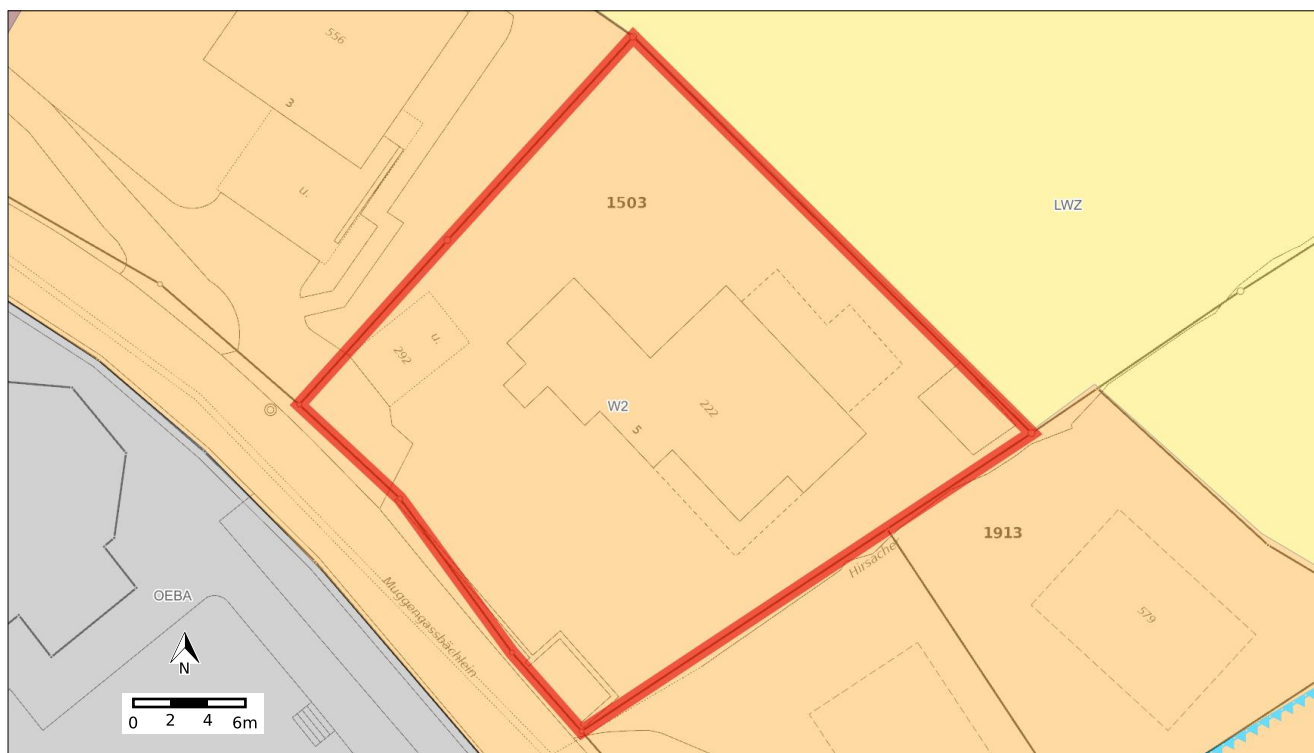 556
3
u.
1503
LWZ
u.
292
W2
222
5
1913
Hirsacher
579
Muggengassbächlein
OEBA
N
0 2 4 6m